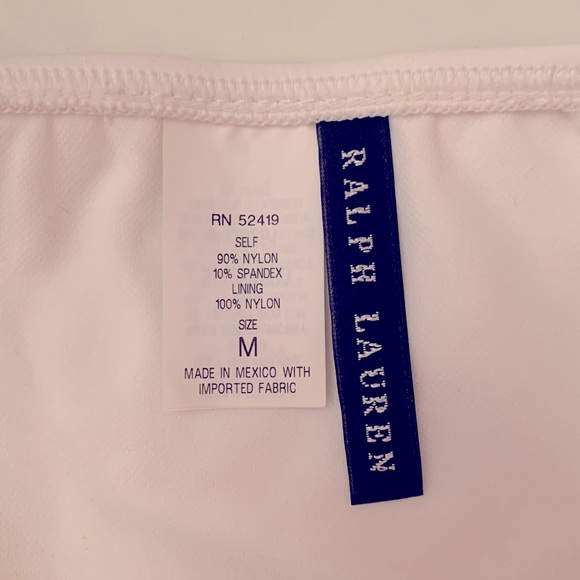 RN 52419
SELF
90% NYLON
10% SPANDEX
LINING
100% NYLON
SIZE
M
MADE IN MEXICO WITH
IMPORTED FABRIC
RALPH LAUREN